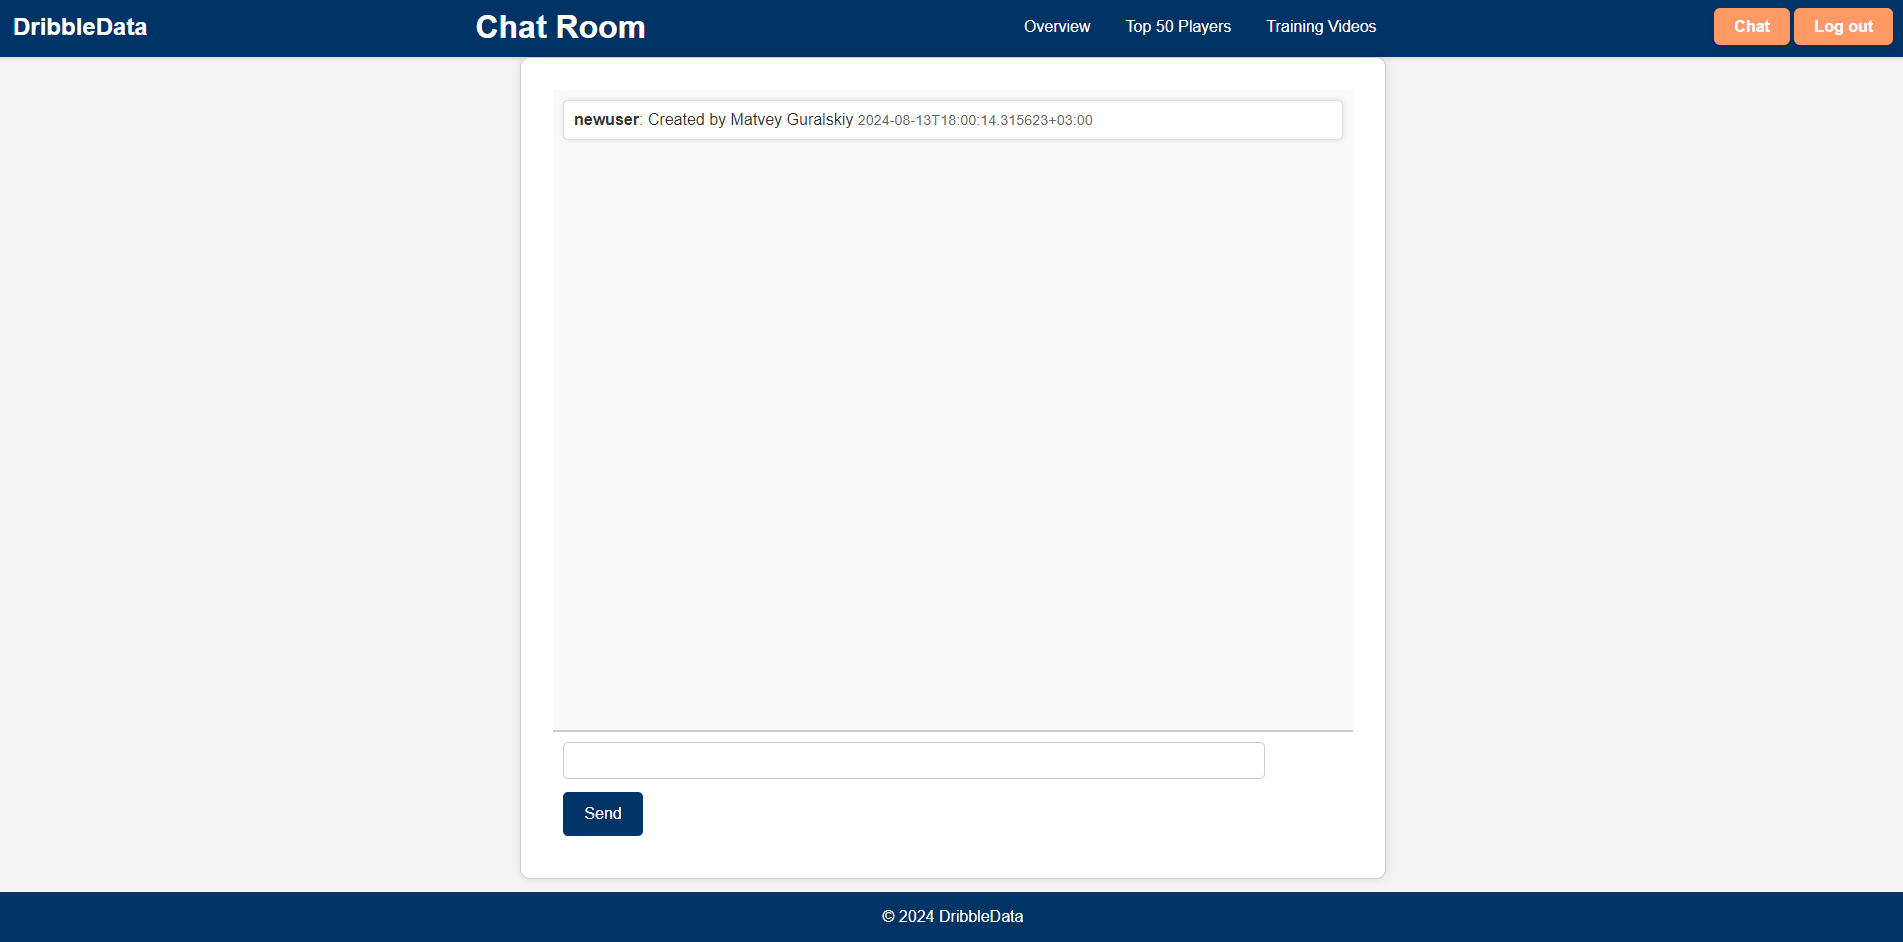 DribbleData Chat Room Overview Top 50 Players Training Videos Chat Log out
newuser: Created by Matvey Guralskiy 2024-08-13T18:00:14.315623+03:00
Send
© 2024 DribbleData